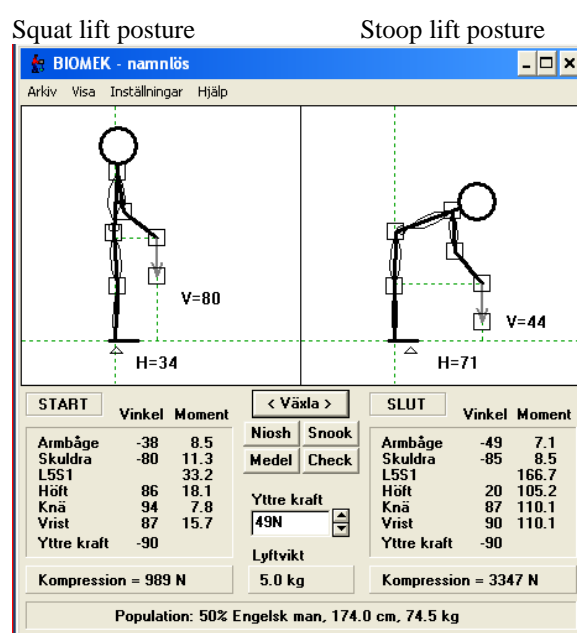 Squat lift posture Stoop lift posture
BIOMEK - namnlös
Arkiv Visa Inställningar Hjälp
V=80
V=44
H=34
H=71
START Vinkel Moment
Armbåge -38 8.5
Skuldra -80 11.3
L5S1 33.2
Höft 86 18.1
Knä 94 7.8
Vrist 87 15.7
Yttre kraft -90
Kompression = 989 N
< Växla >
Niosh Snook
Medel Check
Yttre kraft
49N
Lyftvikt
5.0 kg
SLUT Vinkel Moment
Armbåge -49 7.1
Skuldra -85 8.5
L5S1 166.7
Höft 20 105.2
Knä 87 110.1
Vrist 90 110.1
Yttre kraft -90
Kompression = 3347 N
Population: 50% Engelsk man, 174.0 cm, 74.5 kg